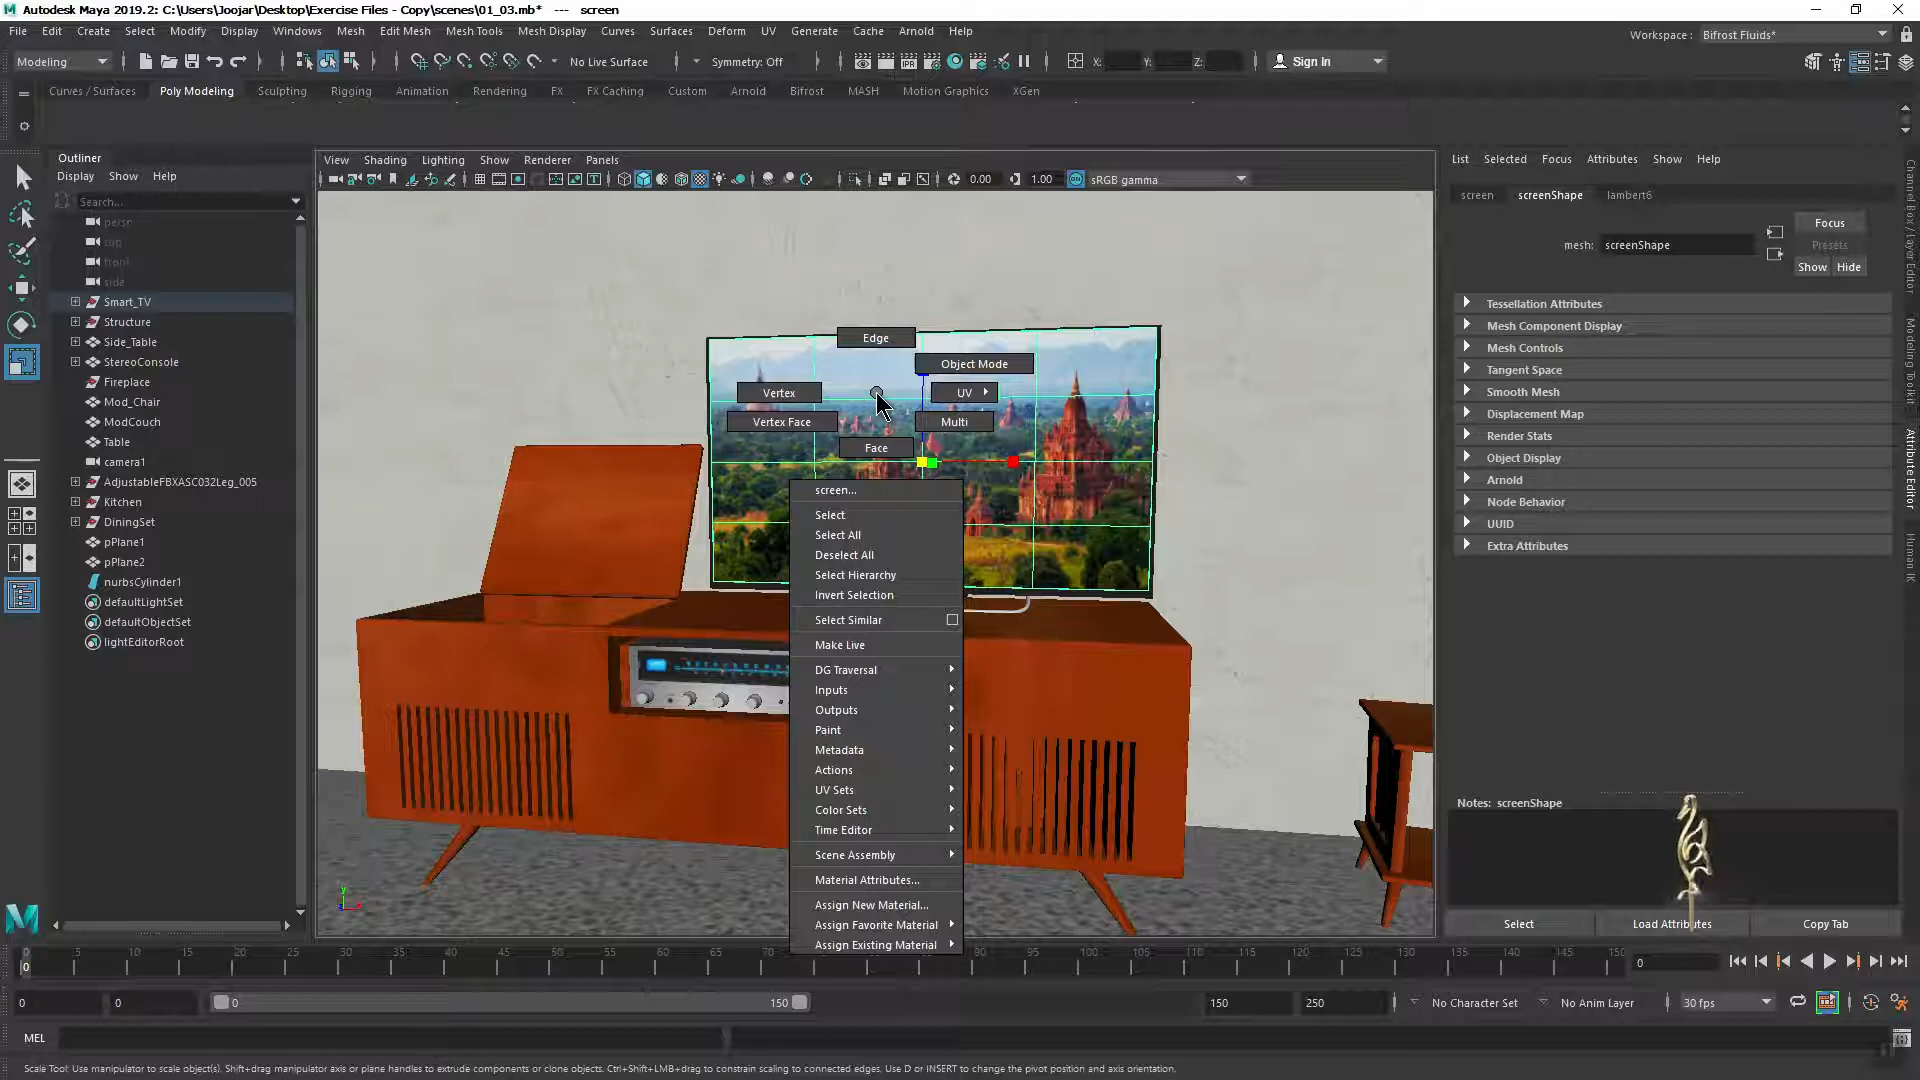 Autodesk Maya 2019.2: C:\Users\Joojar\Desktop\Exercise Files - Copy\scenes\01_03.mb* --- screen
File Edit Create Select Modify Display Windows Mesh Edit Mesh Mesh Tools Mesh Display Curves Surfaces Deform UV Generate Cache Arnold Help
Workspace : Bifrost Fluids*
Modeling No Live Surface Symmetry: Off X: Y: Z: Sign In
Curves / Surfaces Poly Modeling Sculpting Rigging Animation Rendering FX FX Caching Custom Arnold Bifrost MASH Motion Graphics XGen
Outliner
Display Show Help
Search...
persp
top
front
side
Smart_TV
Structure
Side_Table
StereoConsole
Fireplace
Mod_Chair
ModCouch
Table
camera1
AdjustableFBXASC032Leg_005
Kitchen
DiningSet
pPlane1
pPlane2
nurbsCylinder1
defaultLightSet
defaultObjectSet
lightEditorRoot
View Shading Lighting Show Renderer Panels
0.00 1.00 sRGB gamma
Edge
Object Mode
Vertex
UV
Vertex Face
Multi
Face
screen...
Select
Select All
Deselect All
Select Hierarchy
Invert Selection
Select Similar
Make Live
DG Traversal
Inputs
Outputs
Paint
Metadata
Actions
UV Sets
Color Sets
Time Editor
Scene Assembly
Material Attributes...
Assign New Material...
Assign Favorite Material
Assign Existing Material
List Selected Focus Attributes Show Help
screen screenShape lambert6
Focus
Presets
mesh: screenShape
Show Hide
Tessellation Attributes
Mesh Component Display
Mesh Controls
Tangent Space
Smooth Mesh
Displacement Map
Render Stats
Object Display
Arnold
Node Behavior
UUID
Extra Attributes
Notes: screenShape
Select Load Attributes Copy Tab
Channel Box / Layer Editor
Modeling Toolkit
Attribute Editor
Human IK
0 5 10 15 20 25 30 35 40 45 50 55 60 65 70 90 95 100 105 110 115 120 125 130 135 140 145 150
0 0
0 0 0 150 150 250 No Character Set No Anim Layer 30 fps
MEL
Scale Tool: Use manipulator to scale object(s). Shift+drag manipulator axis or plane handles to extrude components or clone objects. Ctrl+Shift+LMB+drag to constrain scaling to connected edges. Use D or INSERT to change the pivot position and axis orientation.